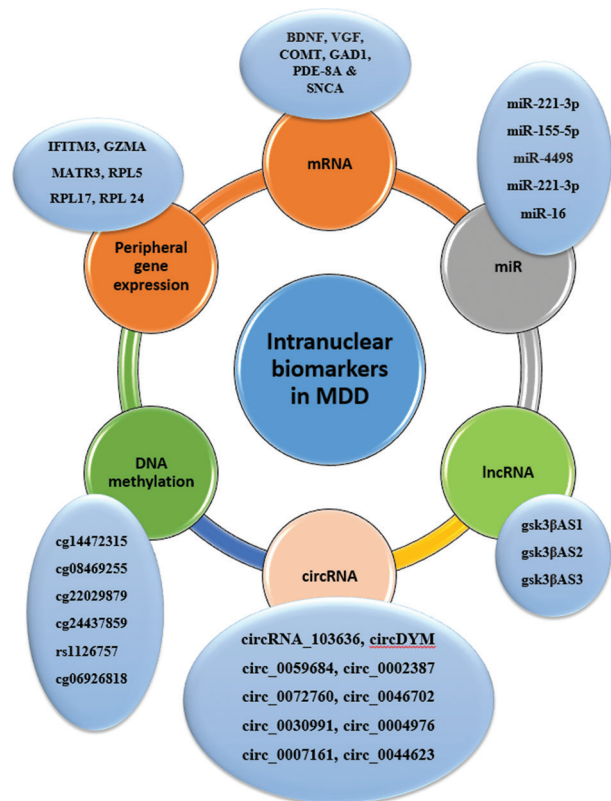 BDNF, VGF,
COMT, GAD1,
PDE-8A &
SNCA
mRNA
miR-221-3p
miR-155-5p
miR-4498
miR-221-3p
miR-16
miR
IFITM3, GZMA
MATR3, RPL5
RPL17, RPL 24
Peripheral
gene
expression
Intranuclear
biomarkers
in MDD
DNA
methylation
cg14472315
cg08469255
cg22029879
cg24437859
rs1126757
cg06926818
lncRNA
gsk3βAS1
gsk3βAS2
gsk3βAS3
circRNA
circRNA_103636, circDYM
circ_0059684, circ_0002387
circ_0072760, circ_0046702
circ_0030991, circ_0004976
circ_0007161, circ_0044623